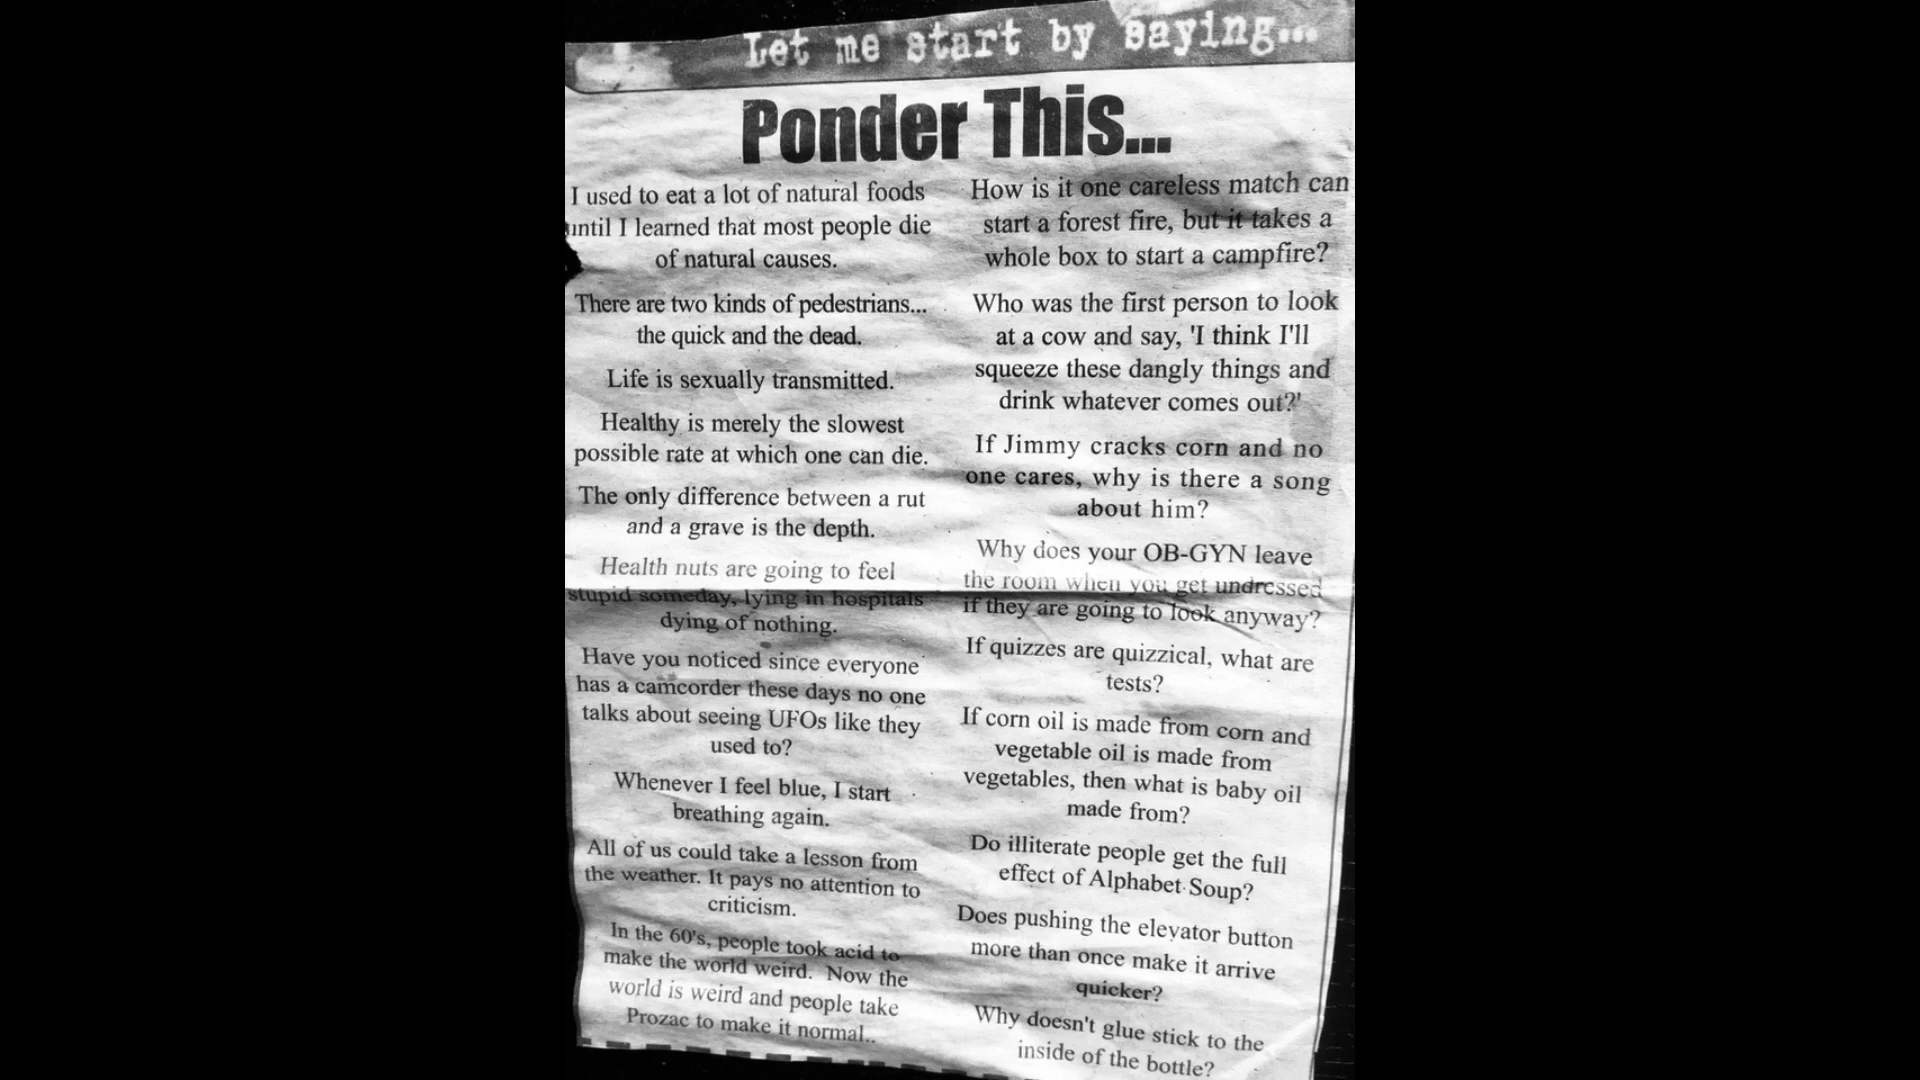 Let me start by saying...
Ponder This...
I used to eat a lot of natural foods
until I learned that most people die
of natural causes.
There are two kinds of pedestrians...
the quick and the dead.
Life is sexually transmitted.
Healthy is merely the slowest
possible rate at which one can die.
The only difference between a rut
and a grave is the depth.
Health nuts are going to feel
stupid someday, lying in hospitals
dying of nothing.
Have you noticed since everyone
has a camcorder these days no one
talks about seeing UFOs like they
used to?
Whenever I feel blue, I start
breathing again.
All of us could take a lesson from
the weather. It pays no attention to
criticism.
In the 60's, people took acid to
make the world weird. Now the
world is weird and people take
Prozac to make it normal..
How is it one careless match can
start a forest fire, but it takes a
whole box to start a campfire?
Who was the first person to look
at a cow and say, 'I think I'll
squeeze these dangly things and
drink whatever comes out?'
If Jimmy cracks corn and no
one cares, why is there a song
about him?
Why does your OB-GYN leave
the room when you get undressed
if they are going to look anyway?
If quizzes are quizzical, what are
tests?
If corn oil is made from corn and
vegetable oil is made from
vegetables, then what is baby oil
made from?
Do illiterate people get the full
effect of Alphabet Soup?
Does pushing the elevator button
more than once make it arrive
quicker?
Why doesn't glue stick to the
inside of the bottle?